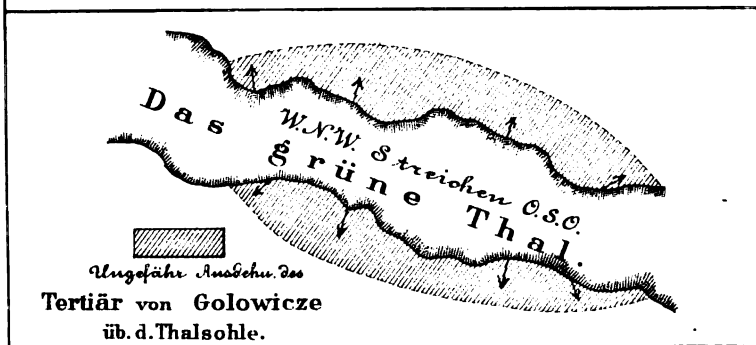 Das grüne Thal.
W.N.W. Streichen O.S.O.
Ungefähr Ausdehn. des
Tertiär von Golowicze
üb. d. Thalsohle.